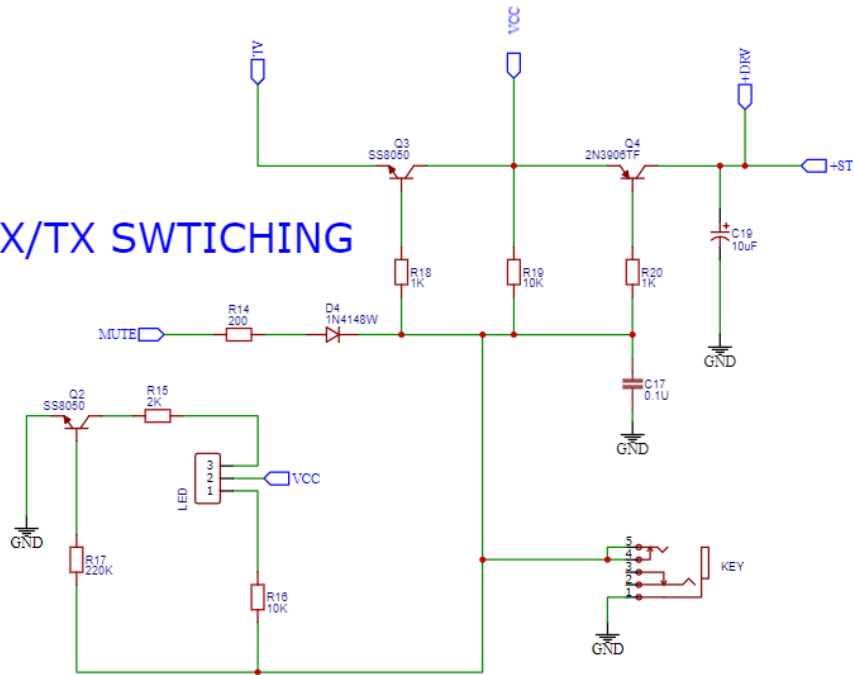 VCC
TV
+DRV
Q3
SS8050
Q4
2N3906TF
+ST
C19
10uF
X/TX SWTICHING
R18
1K
R19
10K
R20
1K
R14
200
D4
1N4148W
MUTE
GND
C17
0.1U
GND
Q2
SS8050
R15
2K
3
2
1
LED
VCC
GND
R17
220K
R16
10K
5
4
3
2
1
KEY
GND